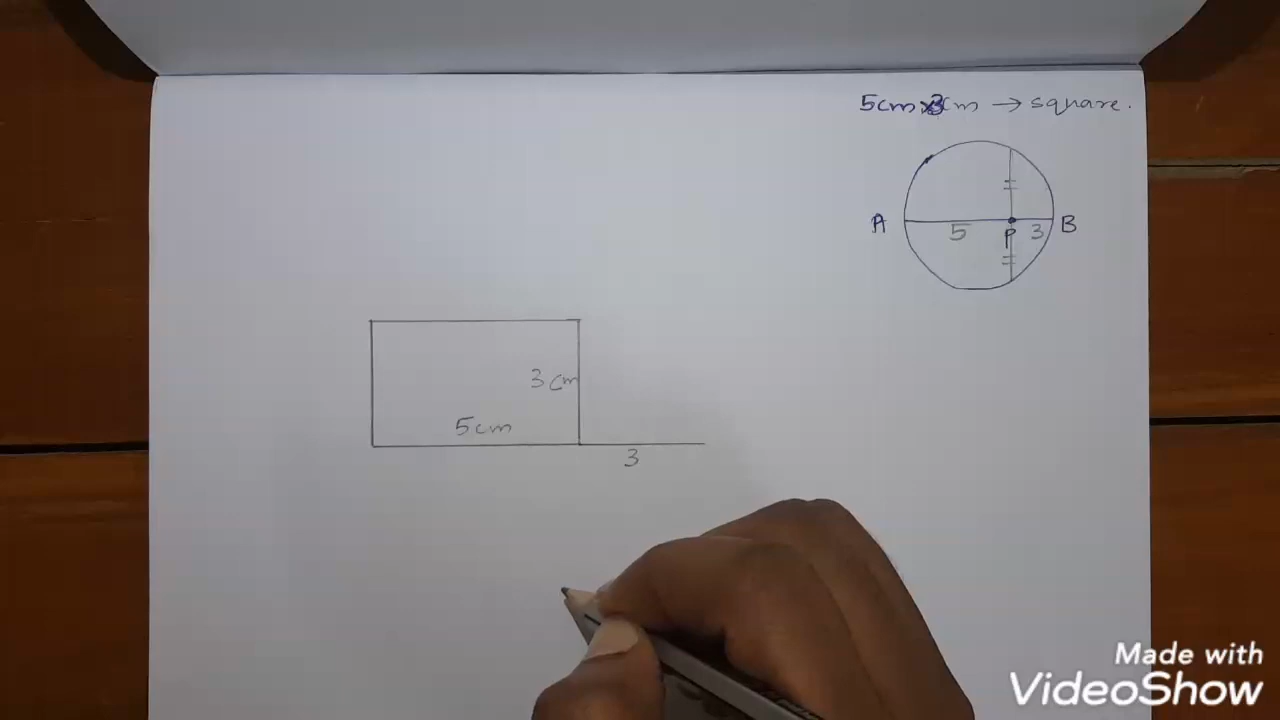 5cm x 3cm → square.
A 5 P 3 B
3cm
5cm
3
Made with
VideoShow